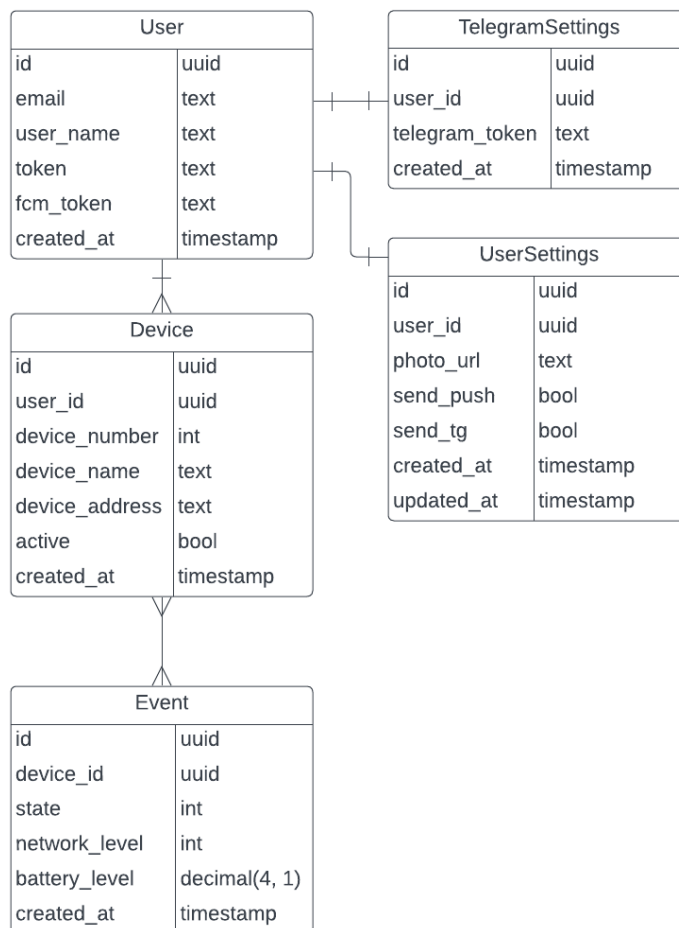 User
id uuid
email text
user_name text
token text
fcm_token text
created_at timestamp
TelegramSettings
id uuid
user_id uuid
telegram_token text
created_at timestamp
UserSettings
id uuid
user_id uuid
photo_url text
send_push bool
send_tg bool
created_at timestamp
updated_at timestamp
Device
id uuid
user_id uuid
device_number int
device_name text
device_address text
active bool
created_at timestamp
Event
id uuid
device_id uuid
state int
network_level int
battery_level decimal(4, 1)
created_at timestamp